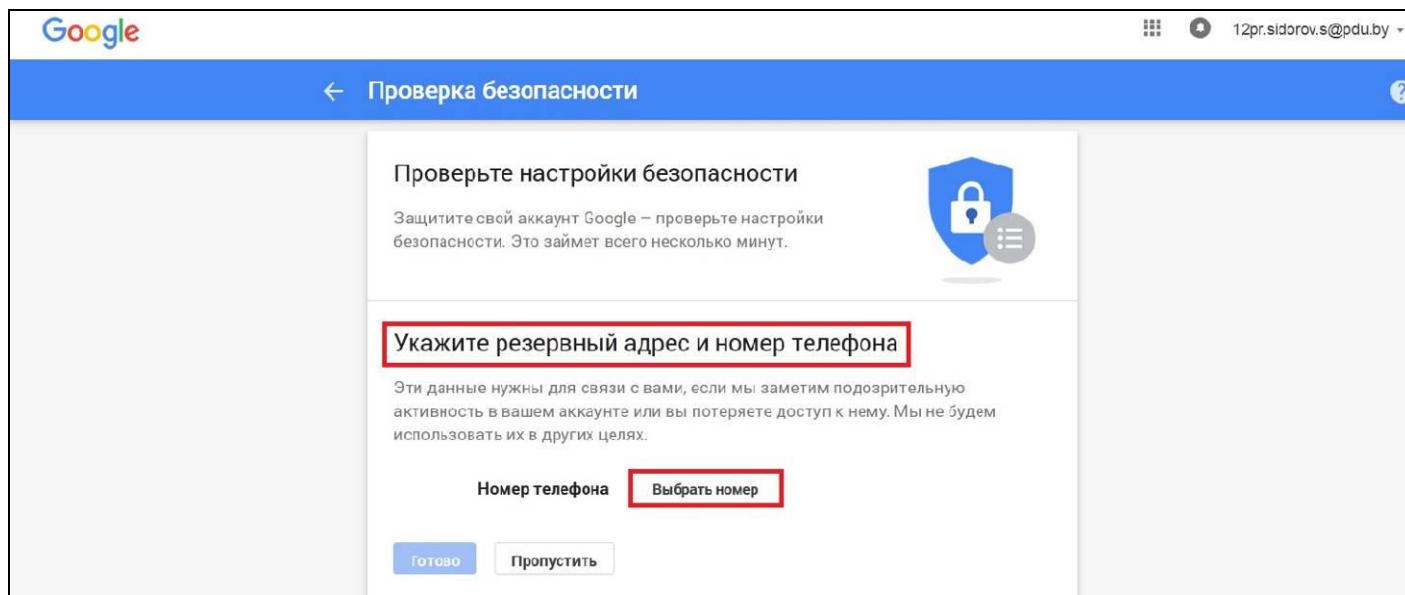 Google
12pr.sidorov.s@pdu.by
Проверка безопасности
?
Проверьте настройки безопасности
Защитите свой аккаунт Google – проверьте настройки
безопасности. Это займет всего несколько минут.
Укажите резервный адрес и номер телефона
Эти данные нужны для связи с вами, если мы заметим подозрительную
активность в вашем аккаунте или вы потеряете доступ к нему. Мы не будем
использовать их в других целях.
Номер телефона Выбрать номер
Готово Пропустить